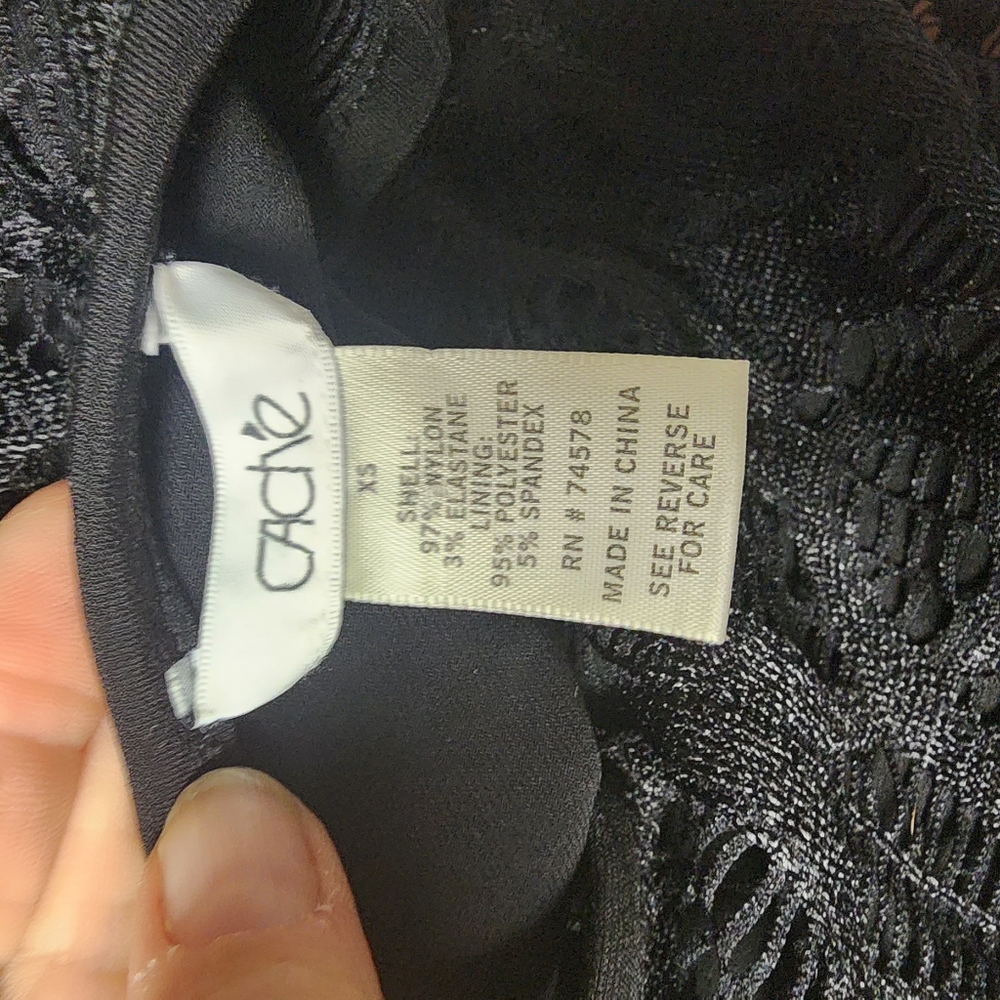 CAChé
XS
SHELL:
97% NYLON
3% ELASTANE
LINING:
95% POLYESTER
5% SPANDEX
RN # 74578
MADE IN CHINA
SEE REVERSE
FOR CARE